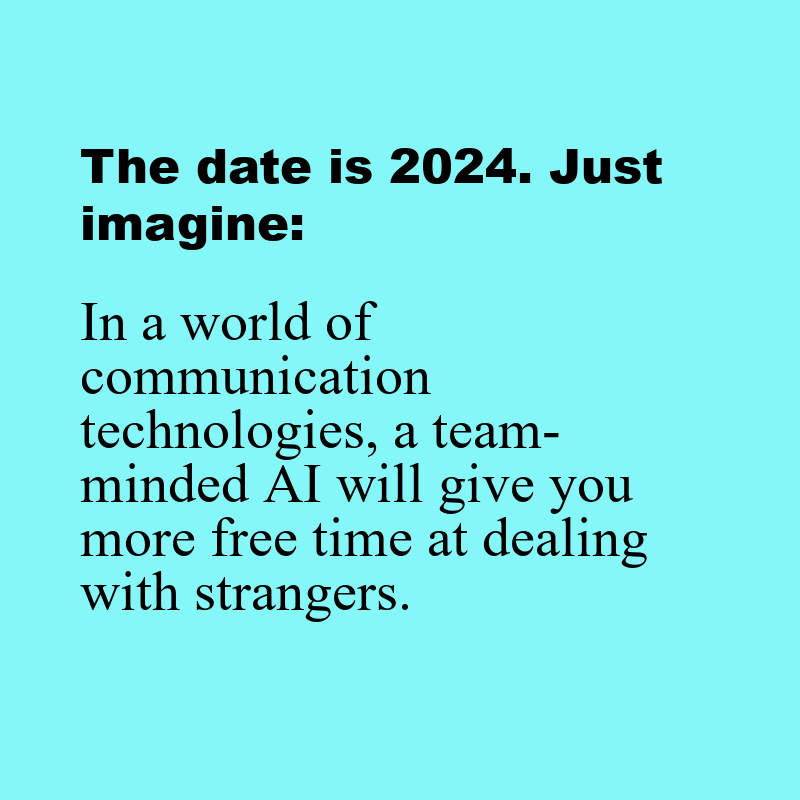 The date is 2024. Just
imagine:
In a world of
communication
technologies, a team-
minded AI will give you
more free time at dealing
with strangers.